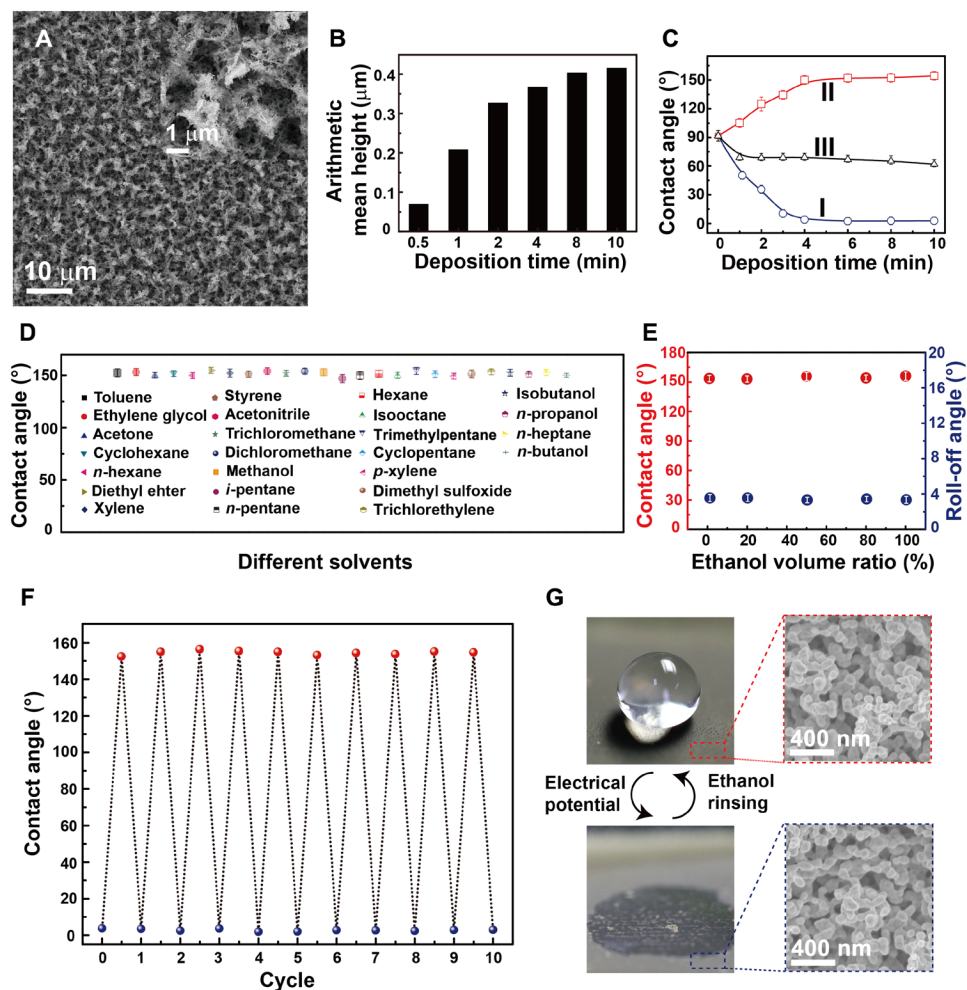 A
1 μm
10 μm
B
Arithmetic
mean height (μm)
0.4
0.3
0.2
0.1
0
0.5 1 2 4 8 10
Deposition time (min)
C
Contact angle (°)
150
120
90
60
30
0
II
III
I
0 2 4 6 8 10
Deposition time (min)
D
Contact angle (°)
150
100
50
0
Toluene
Ethylene glycol
Acetone
Cyclohexane
n-hexane
Diethyl ehter
Xylene
Styrene
Acetonitrile
Trichloromethane
Dichloromethane
Methanol
i-pentane
n-pentane
Hexane
Isooctane
Trimethylpentane
Cyclopentane
p-xylene
Dimethyl sulfoxide
Trichlorethylene
Isobutanol
n-propanol
n-heptane
n-butanol
Different solvents
E
Contact angle (°)
180
150
120
90
60
30
0
20
16
12
8
4
0
Roll-off angle (°)
0 20 40 60 80 100
Ethanol volume ratio (%)
F
Contact angle (°)
160
140
120
100
80
60
40
20
0
0 1 2 3 4 5 6 7 8 9 10
Cycle
G
400 nm
Electrical
potential
Ethanol
rinsing
400 nm